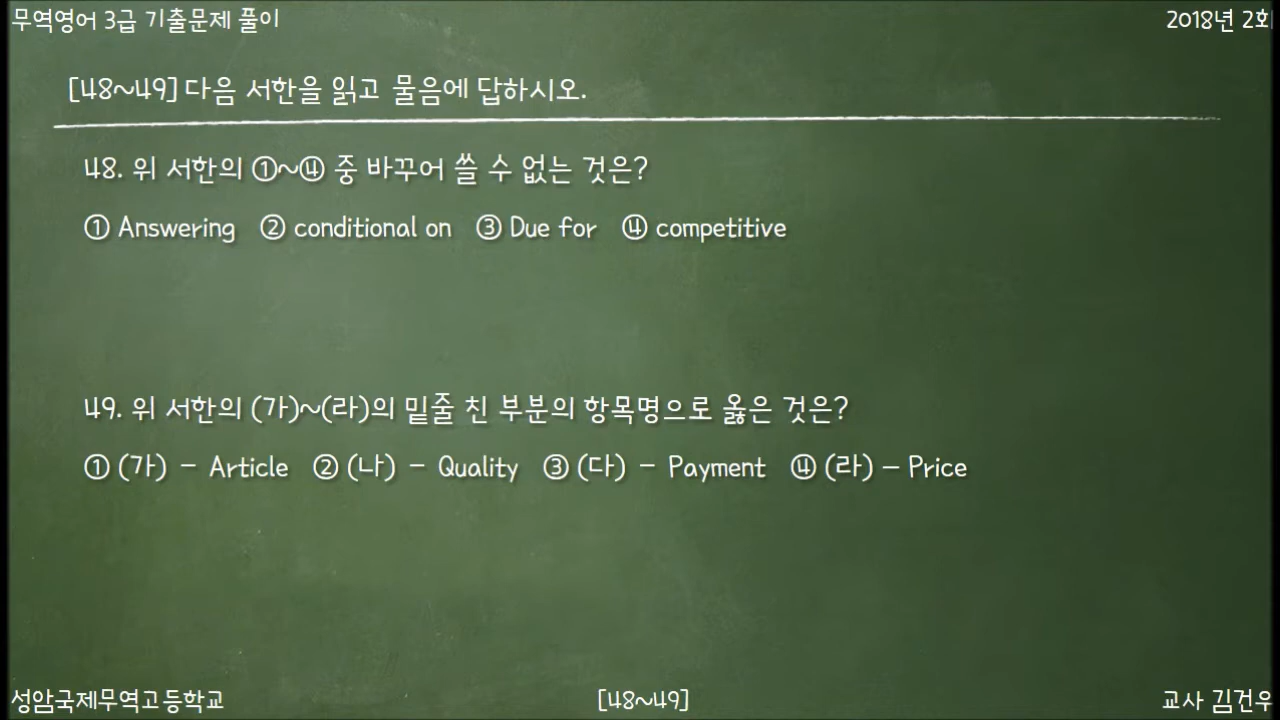 무역영어 3급 기출문제 풀이
2018년 2회
[48~49] 다음 서한을 읽고 물음에 답하시오.
48. 위 서한의 ①~④ 중 바꾸어 쓸 수 없는 것은?
① Answering ② conditional on ③ Due for ④ competitive
49. 위 서한의 (가)~(라)의 밑줄 친 부분의 항목명으로 옳은 것은?
① (가) - Article ② (나) - Quality ③ (다) - Payment ④ (라) – Price
성암국제무역고등학교
[48~49]
교사 김건우